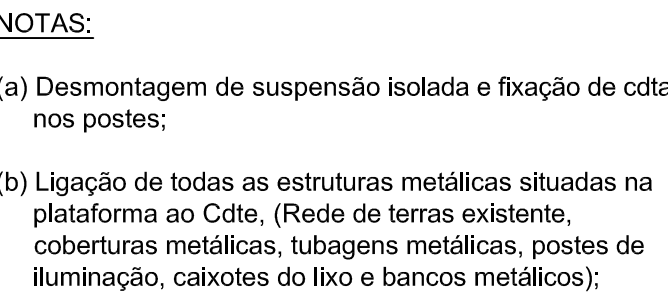 NOTAS:
(a) Desmontagem de suspensão isolada e fixação de cdta
nos postes;
(b) Ligação de todas as estruturas metálicas situadas na
plataforma ao Cdte, (Rede de terras existente,
coberturas metálicas, tubagens metálicas, postes de
iluminação, caixotes do lixo e bancos metálicos);